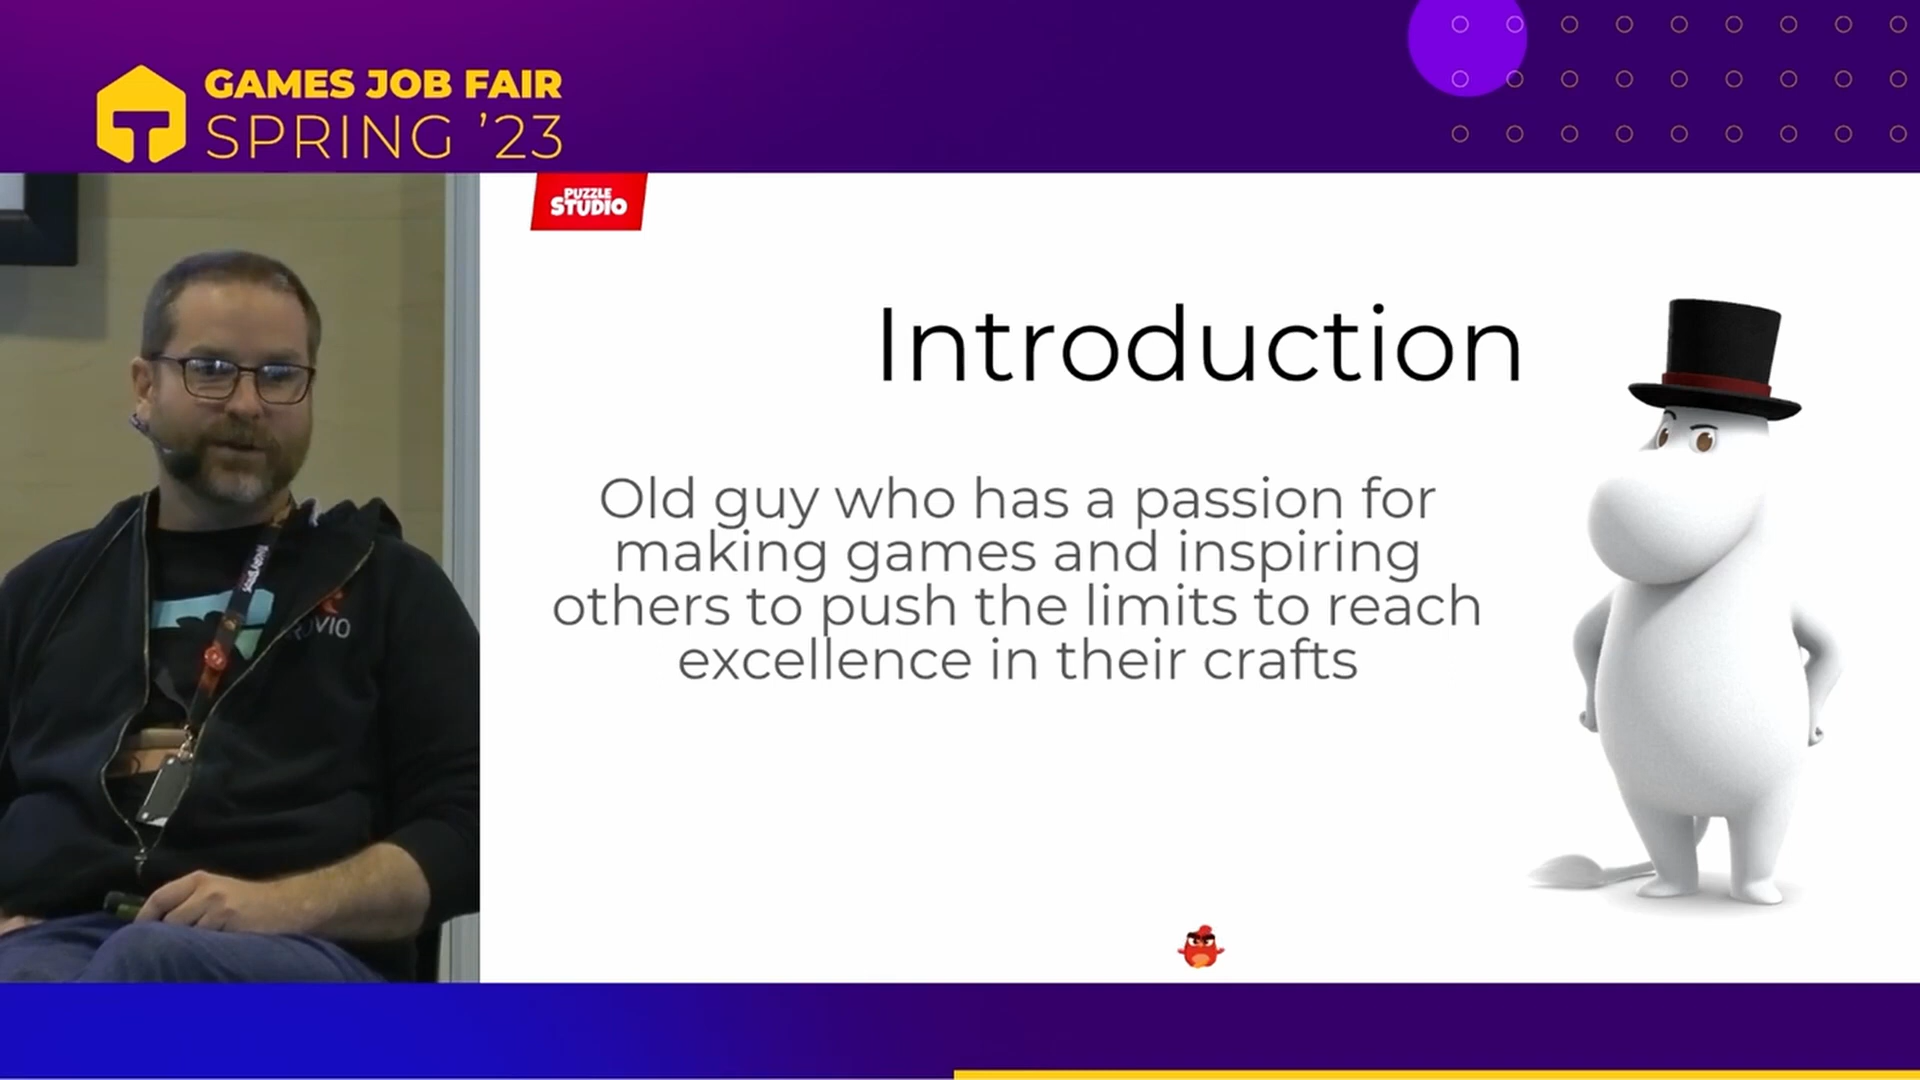 GAMES JOB FAIR
SPRING ’23
PUZZLE
STUDIO
Introduction
Old guy who has a passion for
making games and inspiring
others to push the limits to reach
excellence in their crafts